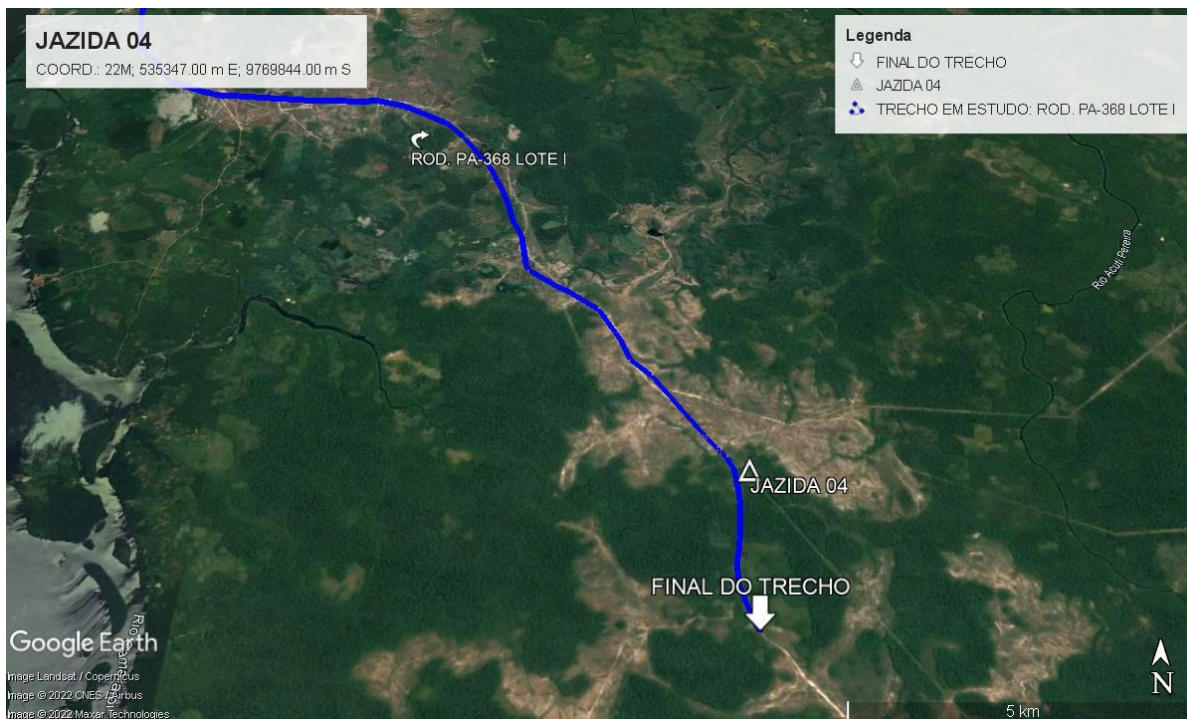 JAZIDA 04
COORD.: 22M; 535347.00 m E; 9769844.00 m S
Legenda
FINAL DO TRECHO
JAZIDA 04
TRECHO EM ESTUDO: ROD. PA-368 LOTE I
ROD. PA-368 LOTE I
Rio Acuti Pereira
JAZIDA 04
FINAL DO TRECHO
Google Earth
Rio
Image Landsat / Copernicus
Image © 2022 CNES / Airbus
Image © 2022 Maxar Technologies
5 km
N